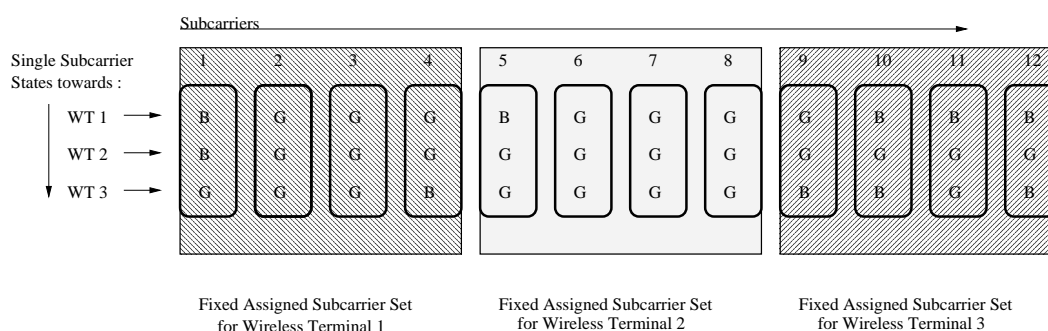 Subcarriers
Single Subcarrier
States towards :
1 2 3 4 5 6 7 8 9 10 11 12
WT 1 B G G G B G G G G B B B
WT 2 B G G G G G G G G G G G
WT 3 G G G B G G G G B B G B
Fixed Assigned Subcarrier Set
for Wireless Terminal 1
Fixed Assigned Subcarrier Set
for Wireless Terminal 2
Fixed Assigned Subcarrier Set
for Wireless Terminal 3